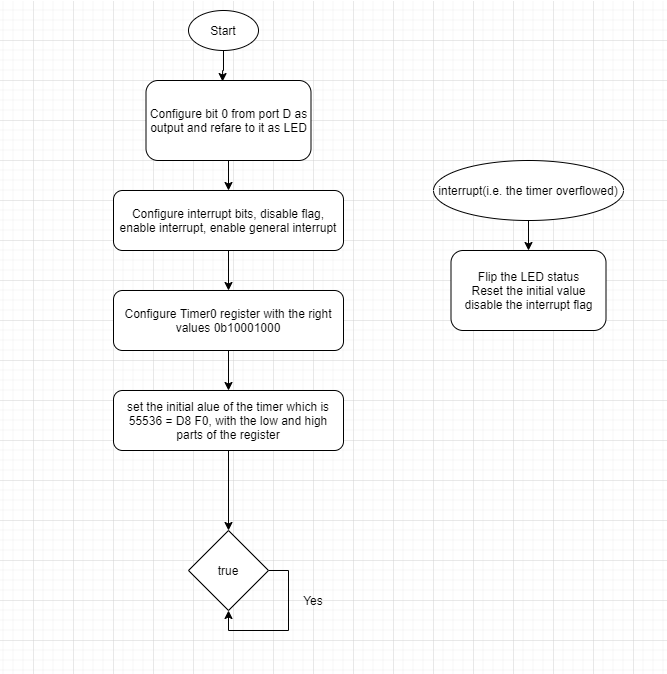 Start
Configure bit 0 from port D as
output and refare to it as LED
Configure interrupt bits, disable flag,
enable interrupt, enable general interrupt
Configure Timer0 register with the right
values 0b10001000
set the initial alue of the timer which is
55536 = D8 F0, with the low and high
parts of the register
true
Yes
interrupt(i.e. the timer overflowed)
Flip the LED status
Reset the initial value
disable the interrupt flag